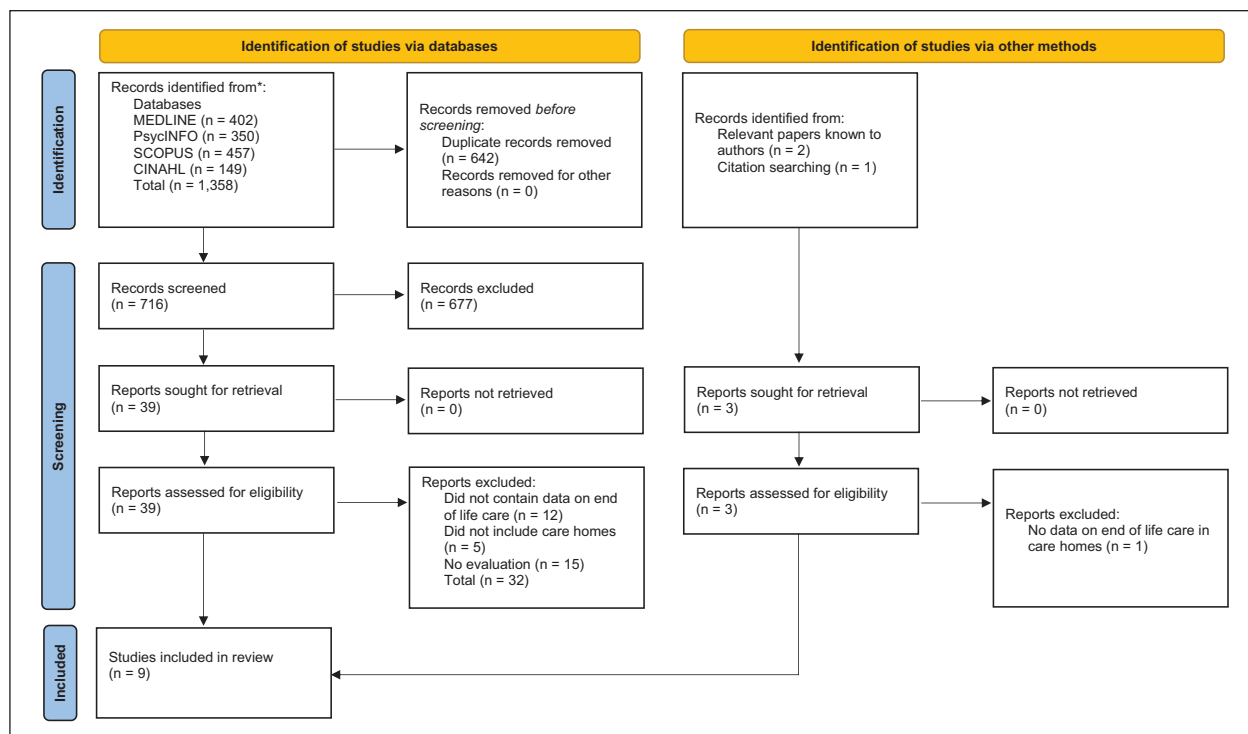 Identification of studies via databases
Identification of studies via other methods
Identification
Records identified from*:
Databases
MEDLINE (n = 402)
PsycINFO (n = 350)
SCOPUS (n = 457)
CINAHL (n = 149)
Total (n = 1,358)
Records removed before
screening:
Duplicate records removed
(n = 642)
Records removed for other
reasons (n = 0)
Records identified from:
Relevant papers known to
authors (n = 2)
Citation searching (n = 1)
Screening
Records screened
(n = 716)
Records excluded
(n = 677)
Reports sought for retrieval
(n = 39)
Reports not retrieved
(n = 0)
Reports sought for retrieval
(n = 3)
Reports not retrieved
(n = 0)
Reports assessed for eligibility
(n = 39)
Reports excluded:
Did not contain data on end
of life care (n = 12)
Did not include care homes
(n = 5)
No evaluation (n = 15)
Total (n = 32)
Reports assessed for eligibility
(n = 3)
Reports excluded:
No data on end of life care in
care homes (n = 1)
Included
Studies included in review
(n = 9)